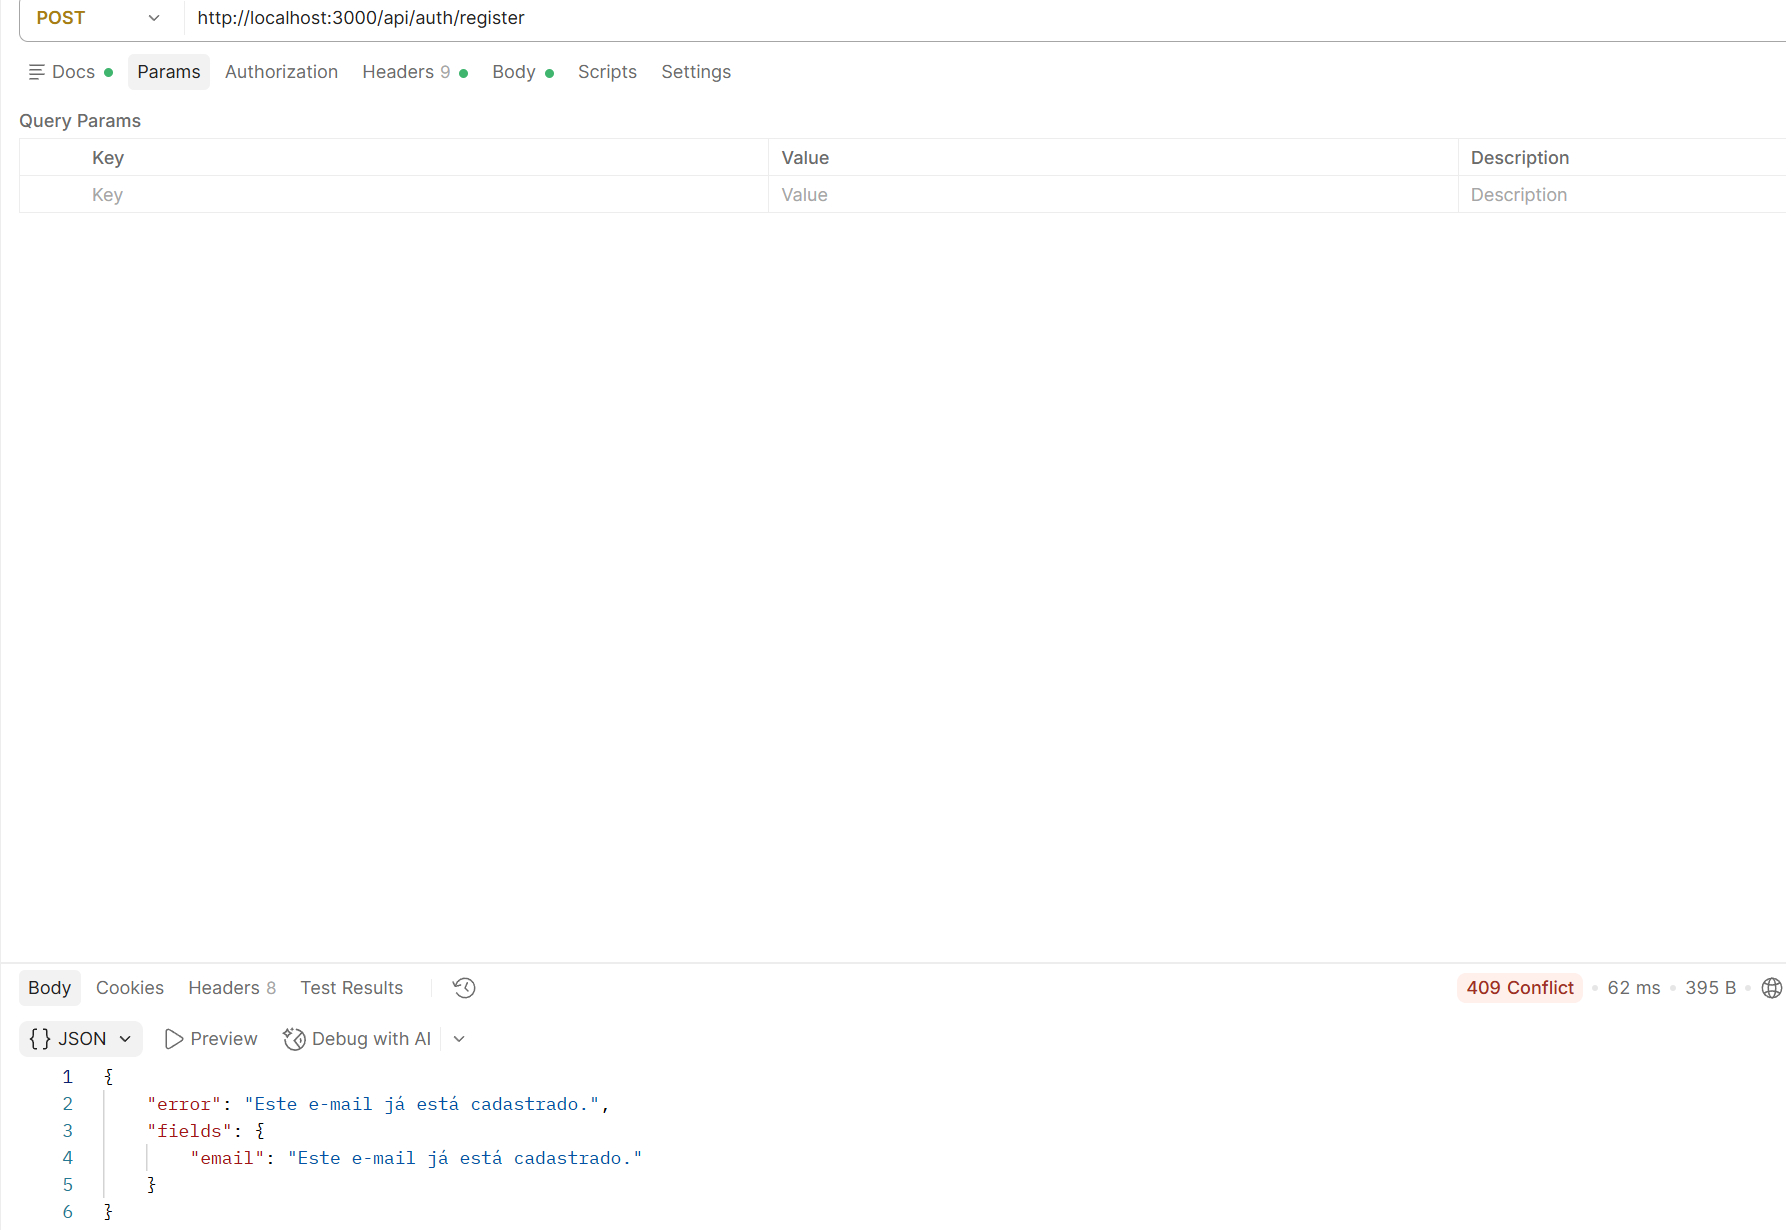 POST http://localhost:3000/api/auth/register
Docs Params Authorization Headers 9 Body Scripts Settings
Query Params
Key Value Description
Key Value Description
Body Cookies Headers 8 Test Results 409 Conflict 62 ms 395 B
{ } JSON Preview Debug with AI
1 {
2 "error": "Este e-mail já está cadastrado.",
3 "fields": {
4 "email": "Este e-mail já está cadastrado."
5 }
6 }